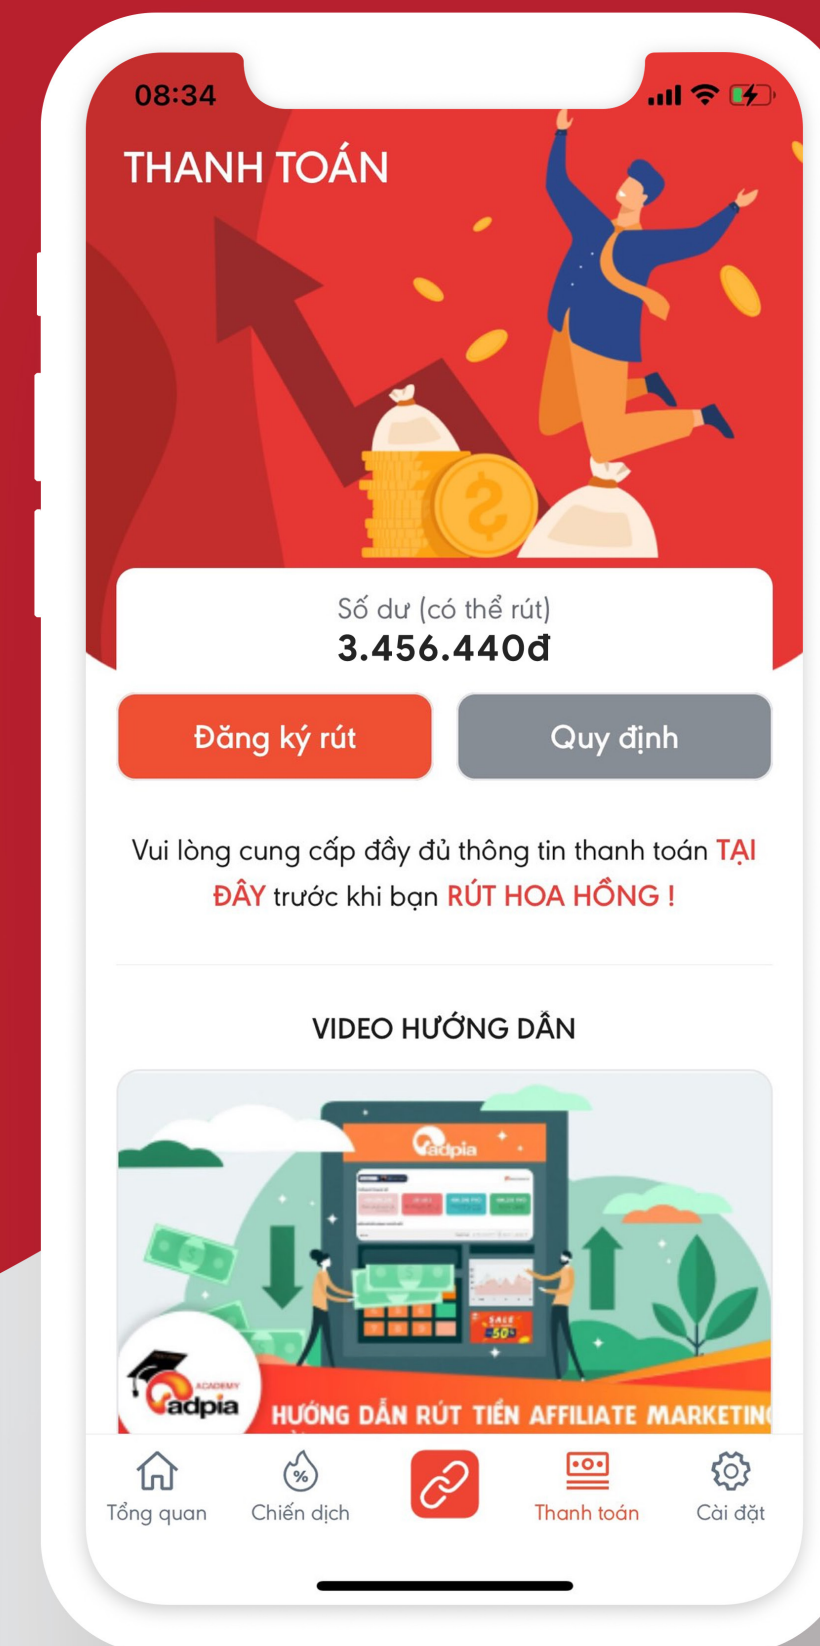 08:34
THANH TOÁN
Số dư (có thể rút)
3.456.440đ
Đăng ký rút
Quy định
Vui lòng cung cấp đầy đủ thông tin thanh toán TẠI
ĐÂY trước khi bạn RÚT HOA HỒNG !
VIDEO HƯỚNG DẪN
adpia
SALE
50%
ACADEMY
adpia
HƯỚNG DẪN RÚT TIỀN AFFILIATE MARKETING
%
Tổng quan
Chiến dịch
Thanh toán
Cài đặt